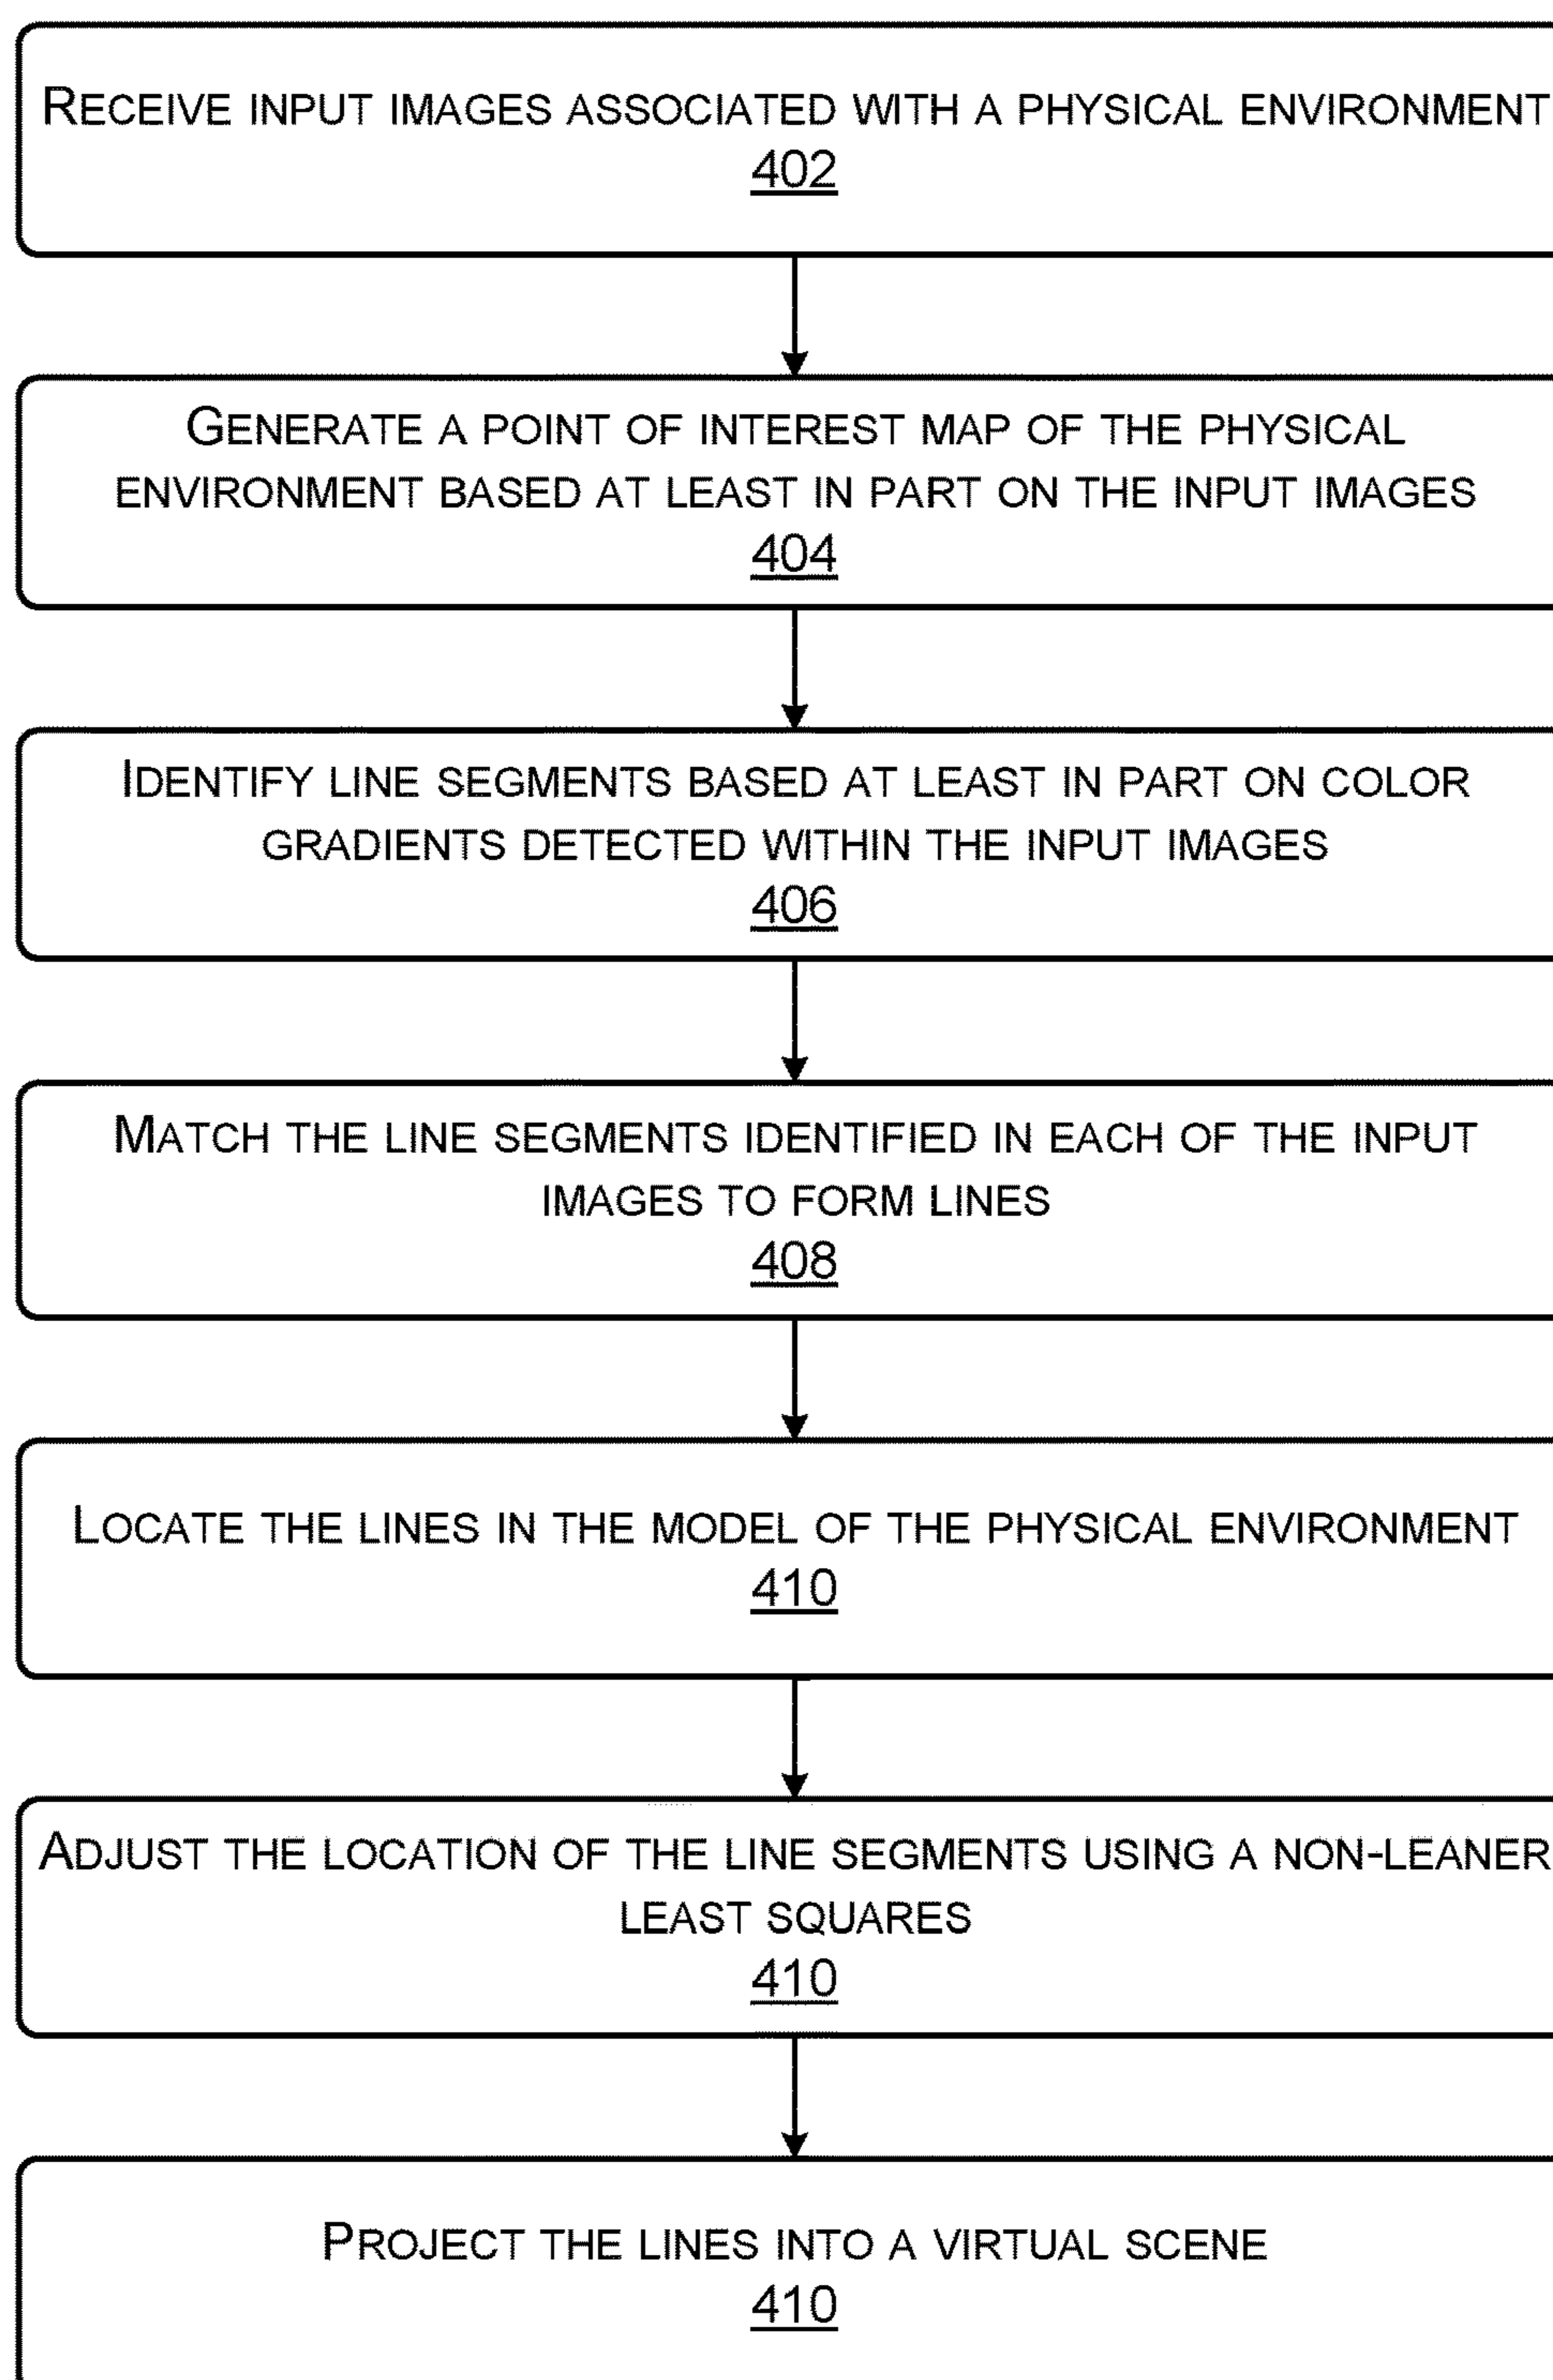 RECEIVE INPUT IMAGES ASSOCIATED WITH A PHYSICAL ENVIRONMENT
402
GENERATE A POINT OF INTEREST MAP OF THE PHYSICAL
ENVIRONMENT BASED AT LEAST IN PART ON THE INPUT IMAGES
404
IDENTIFY LINE SEGMENTS BASED AT LEAST IN PART ON COLOR
GRADIENTS DETECTED WITHIN THE INPUT IMAGES
406
MATCH THE LINE SEGMENTS IDENTIFIED IN EACH OF THE INPUT
IMAGES TO FORM LINES
408
LOCATE THE LINES IN THE MODEL OF THE PHYSICAL ENVIRONMENT
410
ADJUST THE LOCATION OF THE LINE SEGMENTS USING A NON-LEANER
LEAST SQUARES
410
PROJECT THE LINES INTO A VIRTUAL SCENE
410